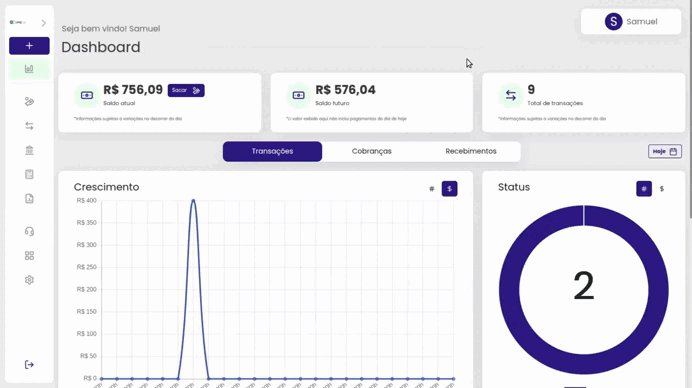 Seja bem vindo! Samuel
S
Samuel
Dashboard
R$ 756,09
Sacar
Saldo atual
*Informações sujeitas a variações no decorrer do dia
R$ 576,04
Saldo futuro
*O valor exibido aqui não inclui pagamentos do dia de hoje
9
Total de transações
*Informações sujeitas a variações no decorrer do dia
Transações
Cobranças
Recebimentos
Hoje
Crescimento
# $
R$ 400
R$ 350
R$ 300
R$ 250
R$ 200
R$ 150
R$ 100
R$ 50
R$ 0
Status
# $
2